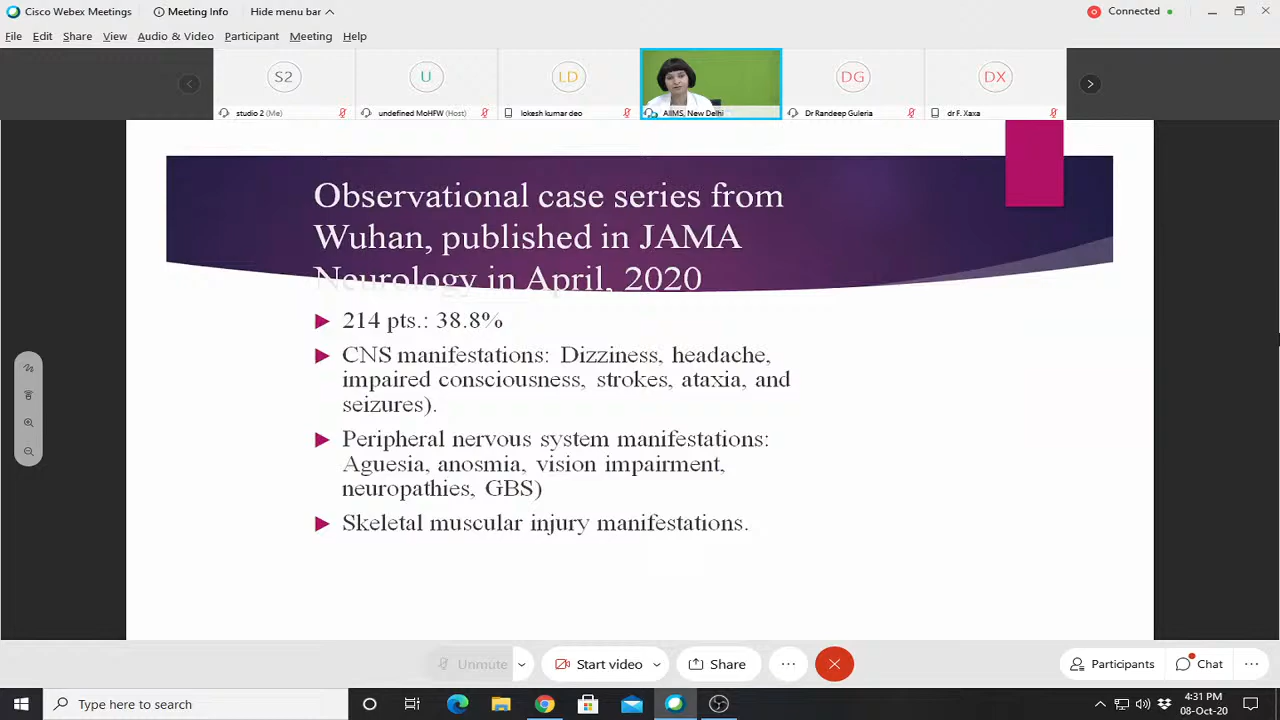 Cisco Webex Meetings
Meeting Info
Hide menu bar
Connected
File Edit Share View Audio & Video Participant Meeting Help
S2
U
LD
DG
DX
studio 2 (Me)
undefined MoHFW (Host)
lokesh kumar deo
AIIMS, New Delhi
Dr Randeep Guleria
dr F. Xaxa
Observational case series from
Wuhan, published in JAMA
Neurology in April, 2020
214 pts.: 38.8%
CNS manifestations: Dizziness, headache,
impaired consciousness, strokes, ataxia, and
seizures).
Peripheral nervous system manifestations:
Aguesia, anosmia, vision impairment,
neuropathies, GBS)
Skeletal muscular injury manifestations.
Unmute
Start video
Share
Participants
Chat
Type here to search
4:31 PM
08-Oct-20